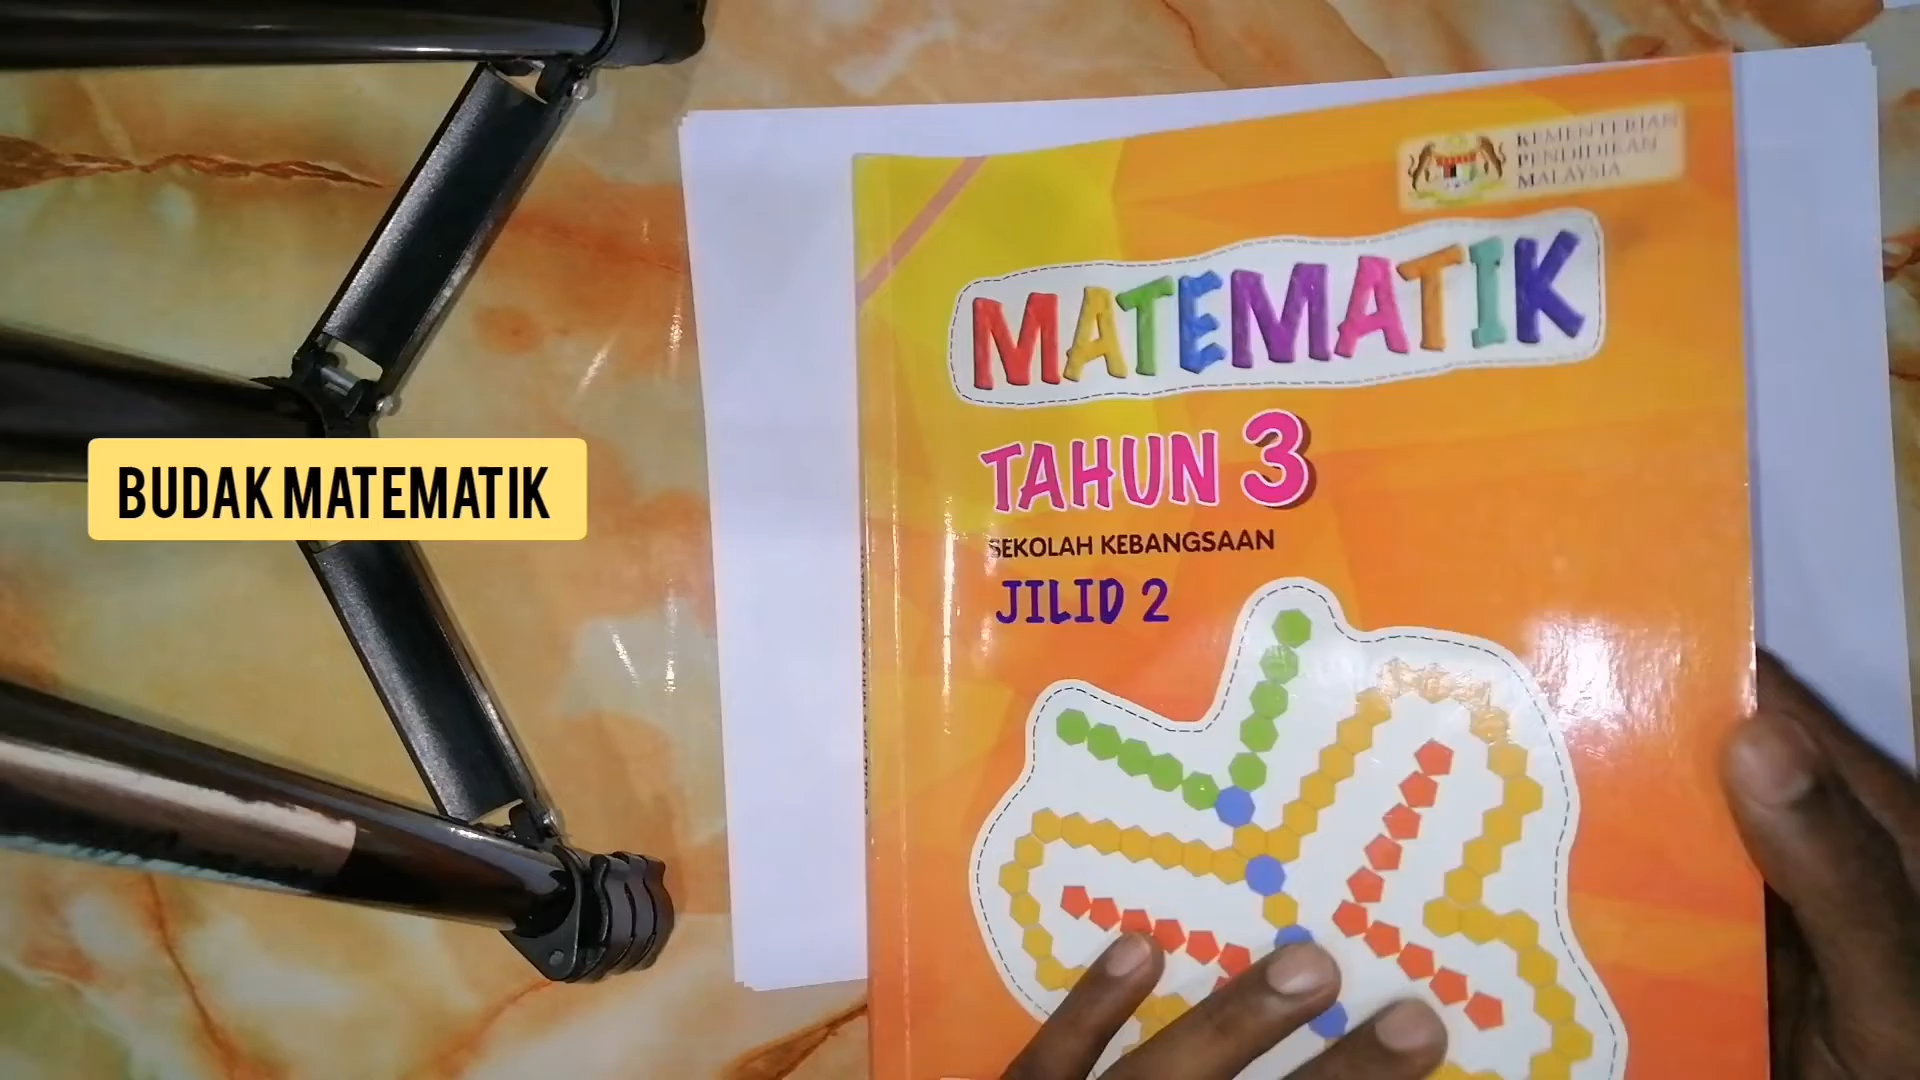 BUDAK MATEMATIK
KEMENTERIAN
PENDIDIKAN
MALAYSIA
MATEMATIK
TAHUN 3
SEKOLAH KEBANGSAAN
JILID 2